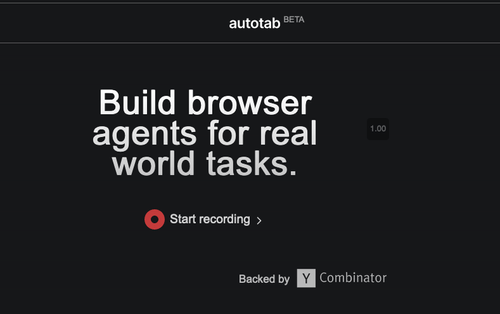 autotab BETA
Build browser
agents for real
world tasks.
1.00
Start recording >
Backed by Y Combinator